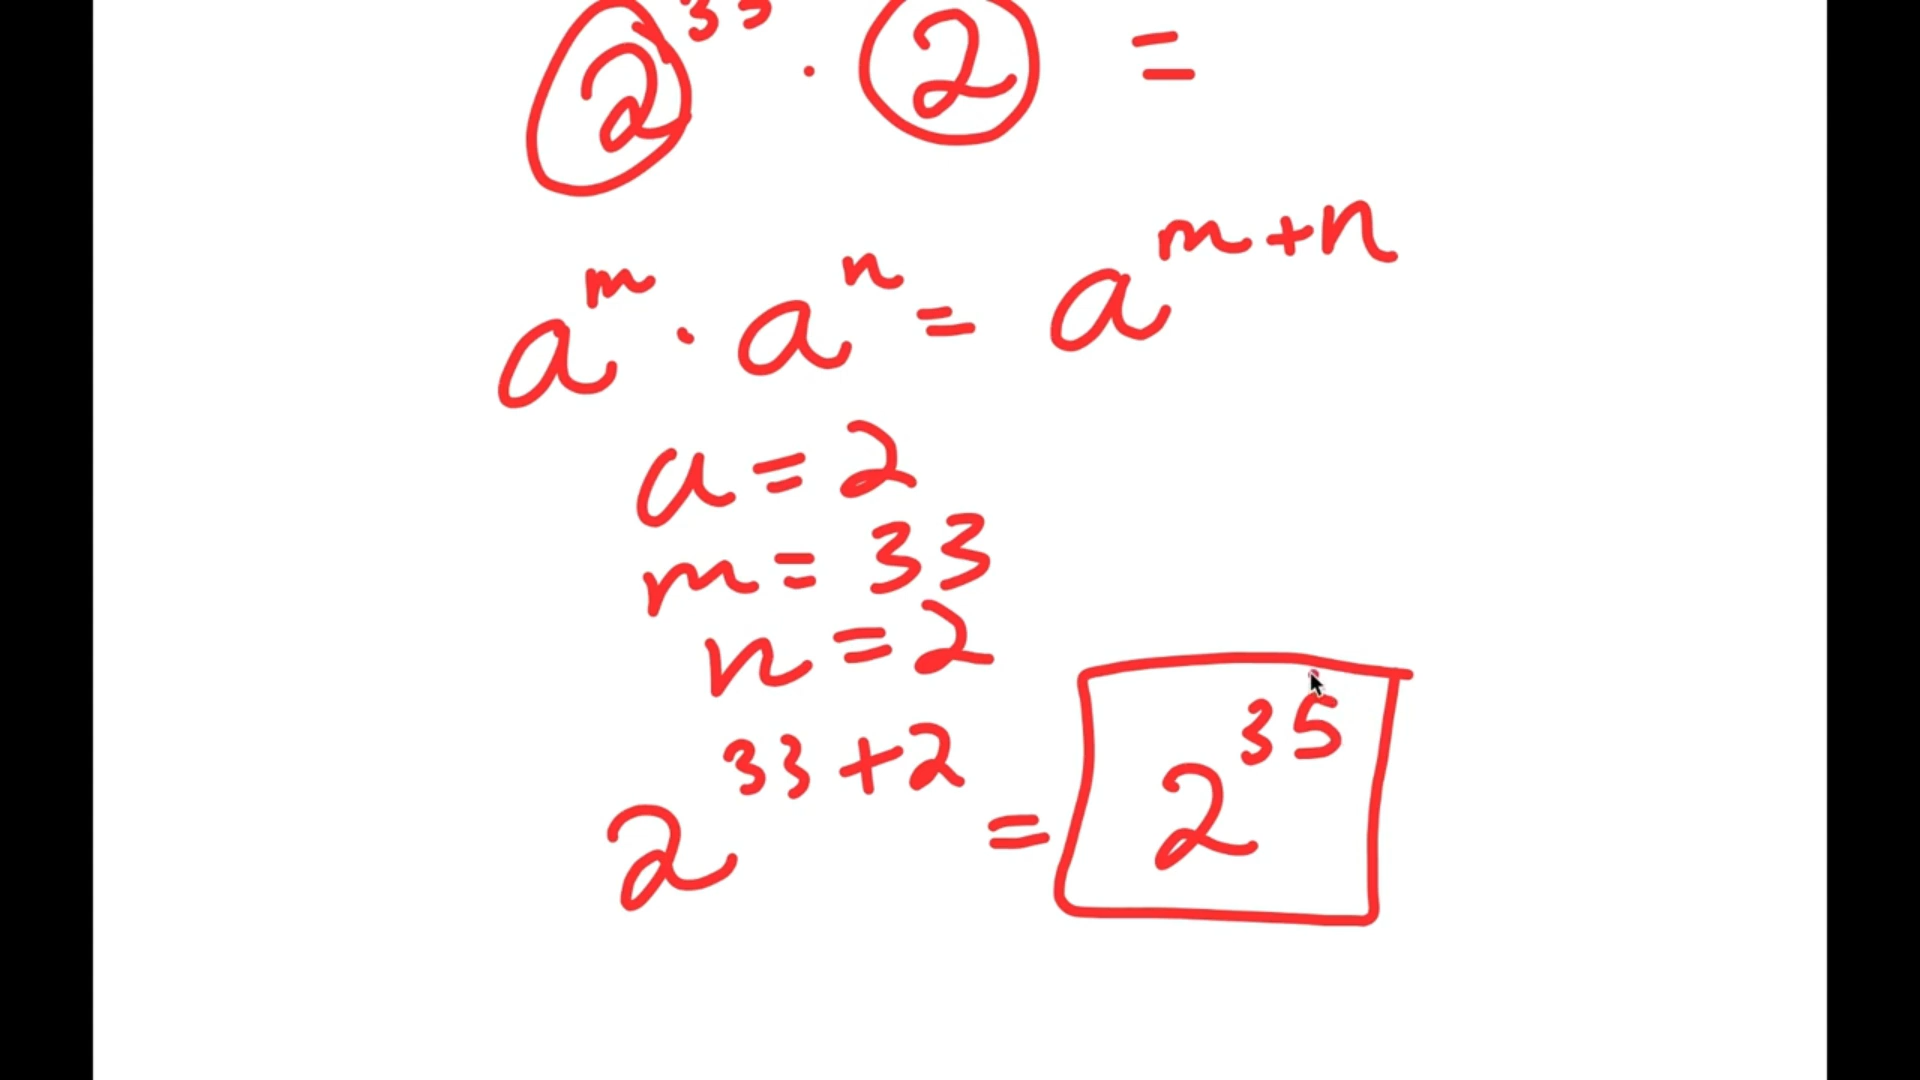 2³³ · 2 =
aᵐ · aⁿ = aᵐ⁺ⁿ
a = 2
m = 33
n = 2
2³³⁺² = 2³⁵